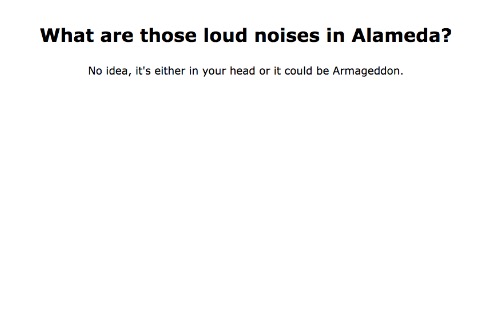 What are those loud noises in Alameda?
No idea, it's either in your head or it could be Armageddon.